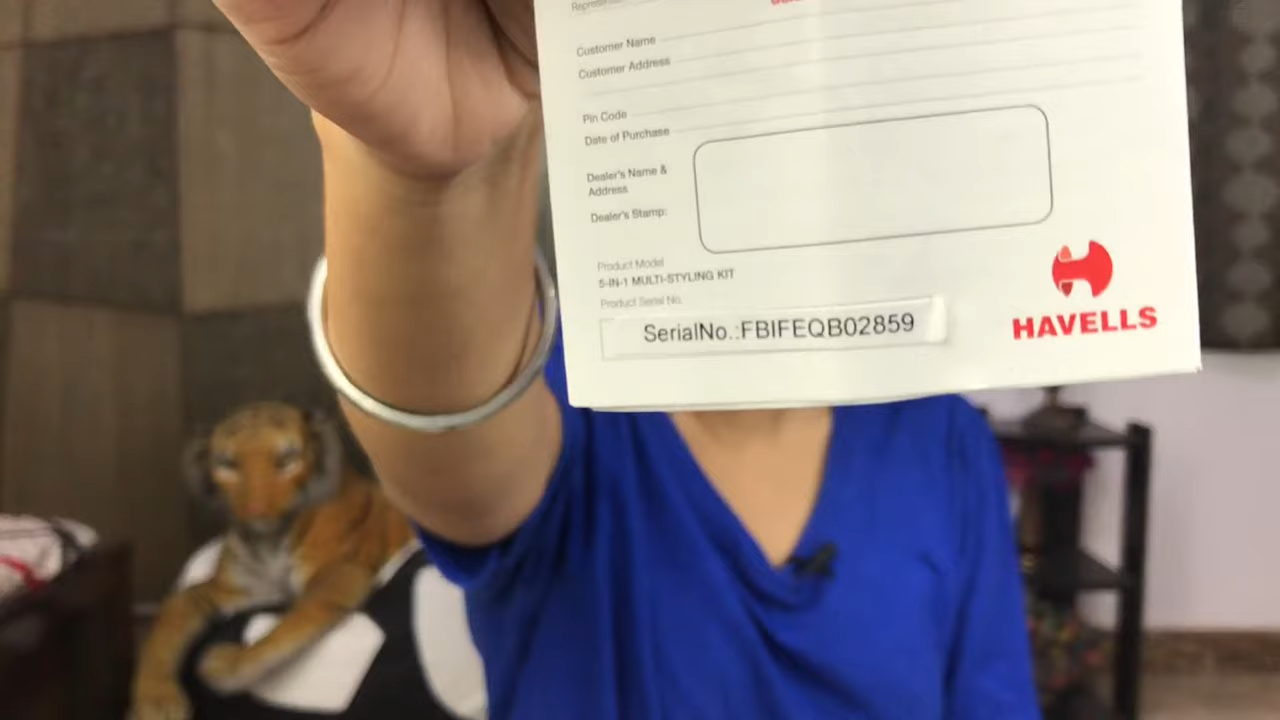 Customer Name
Customer Address
Pin Code
Date of Purchase
Dealer's Name &
Address
Dealer's Stamp:
Product Model
5-IN-1 MULTI-STYLING KIT
Product Serial No.
SerialNo.:FBIFEQB02859
HAVELLS